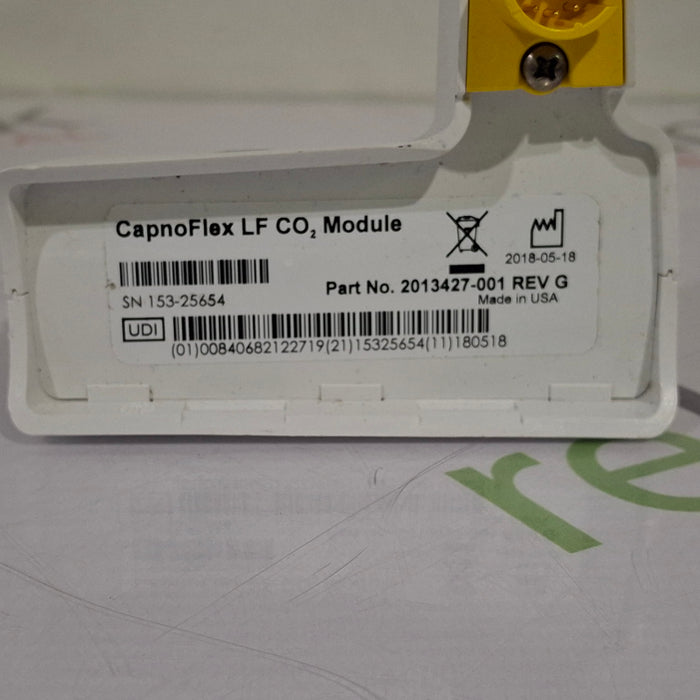 CapnoFlex LF CO₂ Module
2018-05-18
Part No. 2013427-001 REV G
SN 153-25654
Made in USA
UDI
(01)00840682122719(21)15325654(11)180518
re